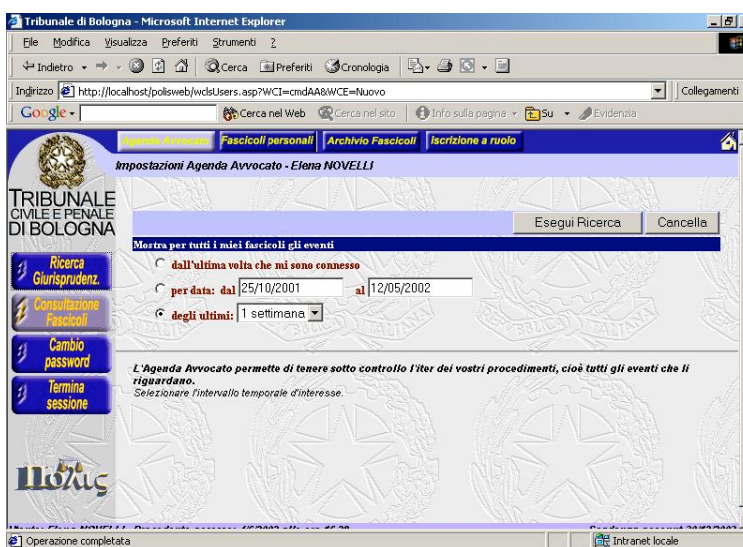 Tribunale di Bologna - Microsoft Internet Explorer
File Modifica Visualizza Preferiti Strumenti ?
Indietro Cerca Preferiti Cronologia
Indirizzo http://localhost/polisweb/wclsUsers.asp?WCI=cmdAA&WCE=Nuovo Collegamenti
Google Cerca nel Web Cerca nel sito Info sulla pagina Su Evidenzia
Agenda Avvocato Fascicoli personali Archivio Fascicoli Iscrizione a ruolo
Impostazioni Agenda Avvocato - Elena NOVELLI
TRIBUNALE
CIVILE E PENALE
DI BOLOGNA
Esegui Ricerca Cancella
Mostra per tutti i miei fascicoli gli eventi
dall'ultima volta che mi sono connesso
per data: dal 25/10/2001 al 12/05/2002
degli ultimi: 1 settimana
Ricerca
Giurisprudenz.
Consultazione
Fascicoli
Cambio
password
Termina
sessione
L'Agenda Avvocato permette di tenere sotto controllo l'iter dei vostri procedimenti, cioè tutti gli eventi che li
riguardano.
Selezionare l'intervallo temporale d'interesse.
Πόλις
Operazione completata Intranet locale